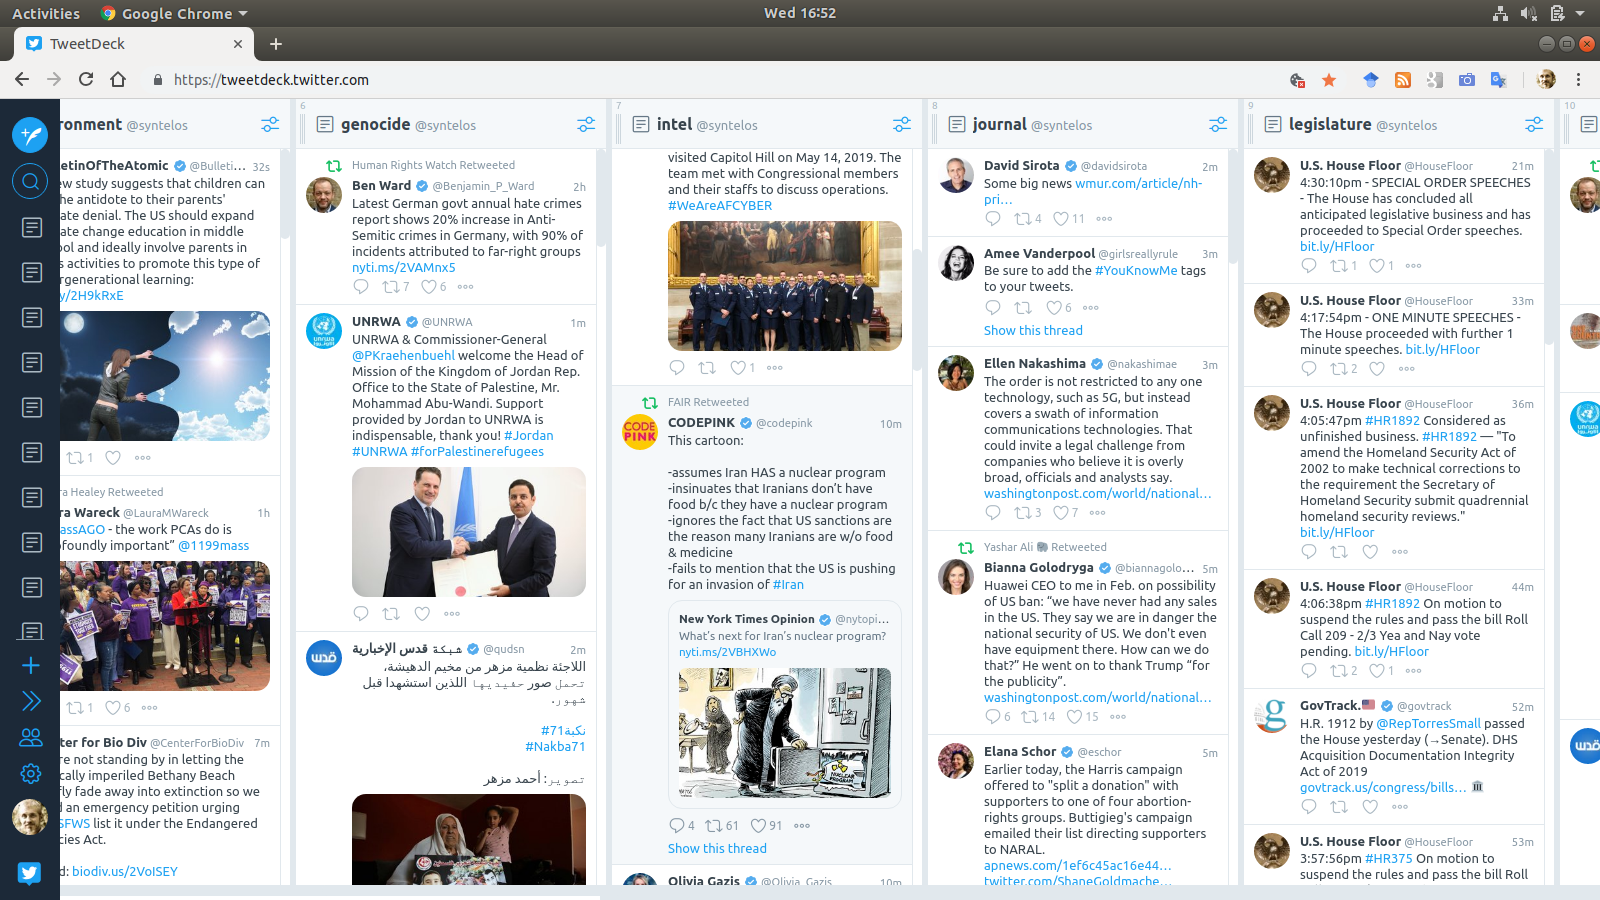 Activities
Google Chrome
Wed 16:52
TweetDeck
https://tweetdeck.twitter.com
ronment @syntelos
etinOfTheAtomic @Bulleti... 32s
ew study suggests that children can
he antidote to their parents'
ate denial. The US should expand
ate change education in middle
ool and ideally involve parents in
s activities to promote this type of
rgenerational learning:
y/2H9kRxE
1
ra Healey Retweeted
ra Wareck @LauraMWareck 1h
assAGO - the work PCAs do is
ofoundly important” @1199mass
1 6
ter for Bio Div @CenterForBioDiv 7m
re not standing by in letting the
ically imperiled Bethany Beach
fly fade away into extinction so we
d an emergency petition urging
SFWS list it under the Endangered
cies Act.
d: biodiv.us/2VoISEY
6
genocide @syntelos
Human Rights Watch Retweeted
Ben Ward @Benjamin_P_Ward 2h
Latest German govt annual hate crimes
report shows 20% increase in Anti-
Semitic crimes in Germany, with 90% of
incidents attributed to far-right groups
nyti.ms/2VAMnx5
7 6
UNRWA @UNRWA 1m
UNRWA & Commissioner-General
@PKraehenbuehl welcome the Head of
Mission of the Kingdom of Jordan Rep.
Office to the State of Palestine, Mr.
Mohammad Abu-Wandi. Support
provided by Jordan to UNRWA is
indispensable, thank you! #Jordan
#UNRWA #forPalestinerefugees
شبكة قدس الإخبارية @qudsn 2m
اللاجئة نظمية مزهر من مخيم الدهيشة،
تحمل صور حفيديها اللذين استشهدا قبل
شهور.
#نكبة71
#Nakba71
تصوير: أحمد مزهر
7
intel @syntelos
visited Capitol Hill on May 14, 2019. The
team met with Congressional members
and their staffs to discuss operations.
#WeAreAFCYBER
1
FAIR Retweeted
CODE PINK
CODEPINK @codepink 10m
This cartoon:
-assumes Iran HAS a nuclear program
-insinuates that Iranians don’t have
food b/c they have a nuclear program
-ignores the fact that US sanctions are
the reason many Iranians are w/o food
& medicine
-fails to mention that the US is pushing
for an invasion of #Iran
New York Times Opinion @nytopi...
What’s next for Iran’s nuclear program?
nyti.ms/2VBHXWo
NUCLEAR PROGRAM
4 61 91
Show this thread
Olivia Gazis @Olivia_Gazis 10m
8
journal @syntelos
David Sirota @davidsirota 2m
Some big news wmur.com/article/nh-
pri…
4 11
Amee Vanderpool @girlsreallyrule 3m
Be sure to add the #YouKnowMe tags
to your tweets.
6
Show this thread
Ellen Nakashima @nakashimae 3m
The order is not restricted to any one
technology, such as 5G, but instead
covers a swath of information
communications technologies. That
could invite a legal challenge from
companies who believe it is overly
broad, officials and analysts say.
washingtonpost.com/world/national…
3 7
Yashar Ali Retweeted
Bianna Golodryga @biannagolo... 5m
Huawei CEO to me in Feb. on possibility
of US ban: “we have never had any sales
in the US. They say we are in danger the
national security of US. We don't even
have equipment there. How can we do
that?” He went on to thank Trump “for
the publicity”.
washingtonpost.com/world/national…
6 14 15
Elana Schor @eschor 5m
Earlier today, the Harris campaign
offered to "split a donation" with
supporters to one of four abortion-
rights groups. Buttigieg's campaign
emailed their list directing supporters
to NARAL.
apnews.com/1ef6c45ac16e44…
twitter.com/ShaneGoldmache…
9
legislature @syntelos
U.S. House Floor @HouseFloor 21m
4:30:10pm - SPECIAL ORDER SPEECHES
- The House has concluded all
anticipated legislative business and has
proceeded to Special Order speeches.
bit.ly/HFloor
1 1
U.S. House Floor @HouseFloor 33m
4:17:54pm - ONE MINUTE SPEECHES -
The House proceeded with further 1
minute speeches. bit.ly/HFloor
2
U.S. House Floor @HouseFloor 36m
4:05:47pm #HR1892 Considered as
unfinished business. #HR1892 — "To
amend the Homeland Security Act of
2002 to make technical corrections to
the requirement the Secretary of
Homeland Security submit quadrennial
homeland security reviews."
bit.ly/HFloor
U.S. House Floor @HouseFloor 44m
4:06:38pm #HR1892 On motion to
suspend the rules and pass the bill Roll
Call 209 - 2/3 Yea and Nay vote
pending. bit.ly/HFloor
2 1
GovTrack. @govtrack 52m
H.R. 1912 by @RepTorresSmall passed
the House yesterday (→Senate). DHS
Acquisition Documentation Integrity
Act of 2019
govtrack.us/congress/bills…
U.S. House Floor @HouseFloor 53m
3:57:56pm #HR375 On motion to
suspend the rules and pass the bill Roll
10